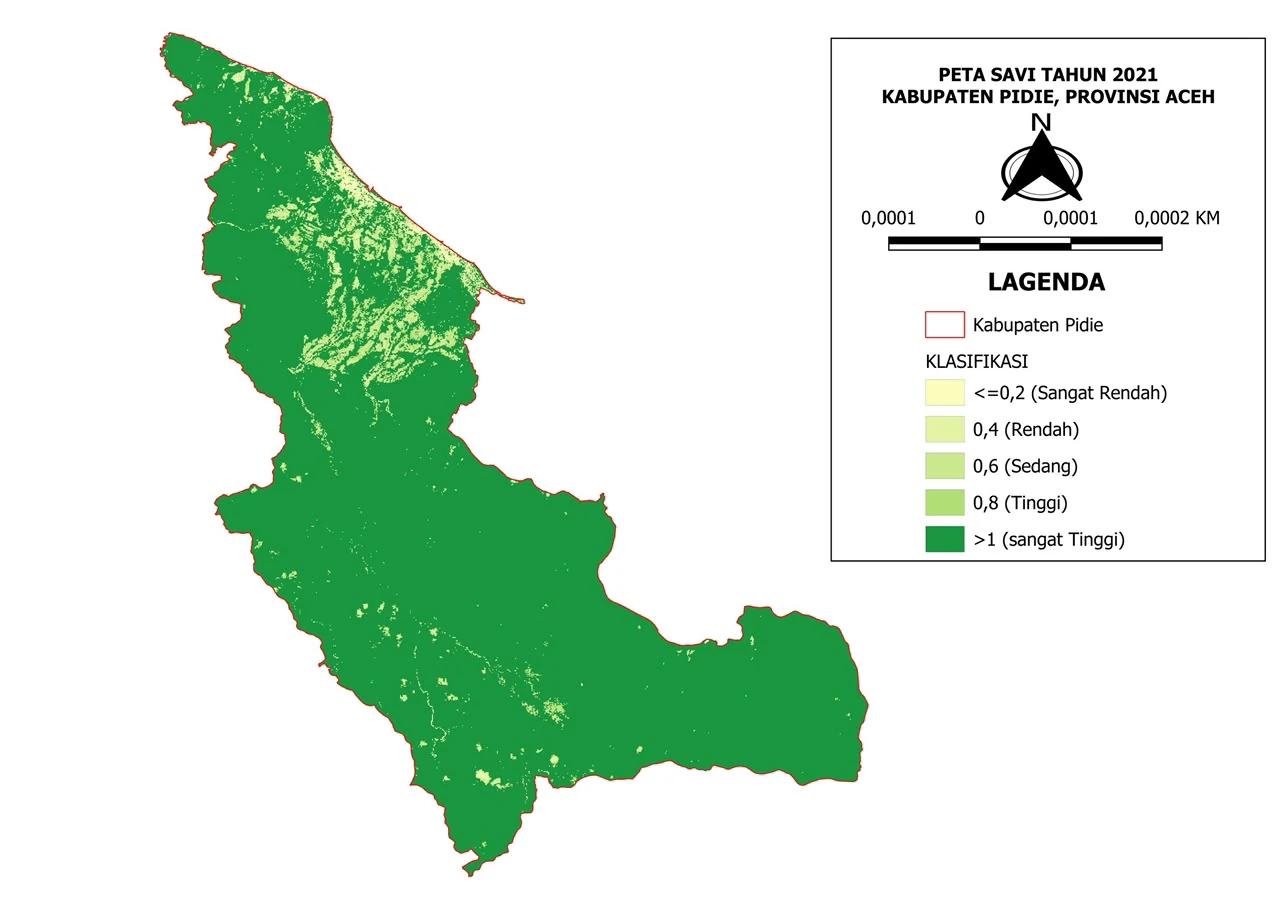 PETA SAVI TAHUN 2021
KABUPATEN PIDIE, PROVINSI ACEH
N
0,0001 0 0,0001 0,0002 KM
LAGENDA
Kabupaten Pidie
KLASIFIKASI
<=0,2 (Sangat Rendah)
0,4 (Rendah)
0,6 (Sedang)
0,8 (Tinggi)
>1 (sangat Tinggi)